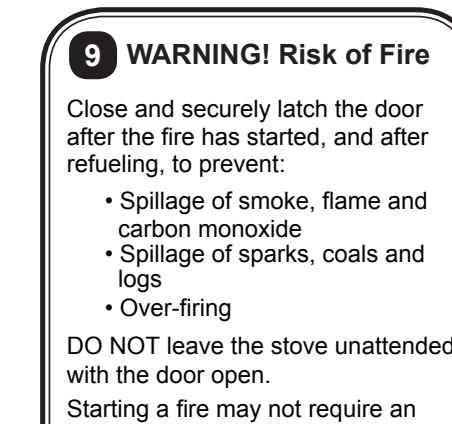 9 WARNING! Risk of Fire
Close and securely latch the door
after the fire has started, and after
refueling, to prevent:
• Spillage of smoke, flame and
carbon monoxide
• Spillage of sparks, coals and
logs
• Over-firing
DO NOT leave the stove unattended
with the door open.
Starting a fire may not require an